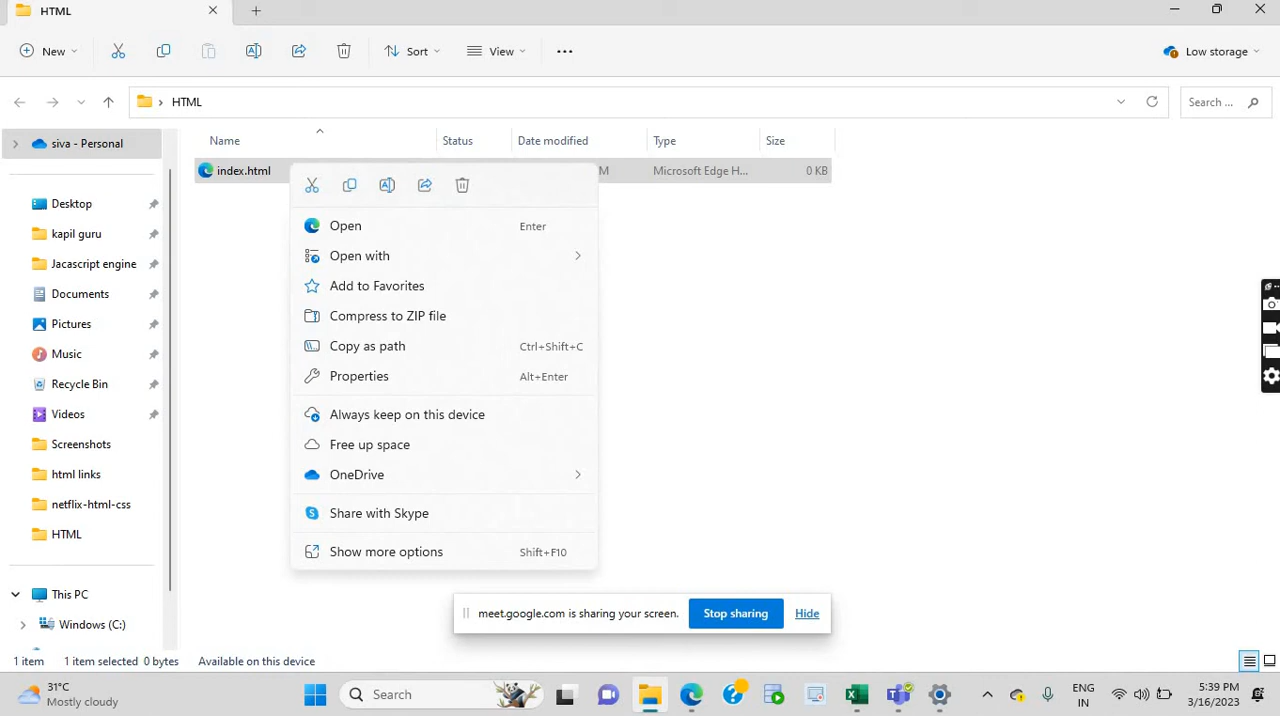 HTML
New
Sort
View
Low storage
HTML
Search ...
siva - Personal
Name
Status
Date modified
Type
Size
index.html
M
Microsoft Edge H...
0 KB
Desktop
kapil guru
Jacascript engine
Documents
Pictures
Music
Recycle Bin
Videos
Screenshots
html links
netflix-html-css
HTML
This PC
Windows (C:)
Open Enter
Open with
Add to Favorites
Compress to ZIP file
Copy as path Ctrl+Shift+C
Properties Alt+Enter
Always keep on this device
Free up space
OneDrive
Share with Skype
Show more options Shift+F10
meet.google.com is sharing your screen. Stop sharing Hide
1 item 1 item selected 0 bytes Available on this device
31°C
Mostly cloudy
Search
ENG
IN
5:39 PM
3/16/2023